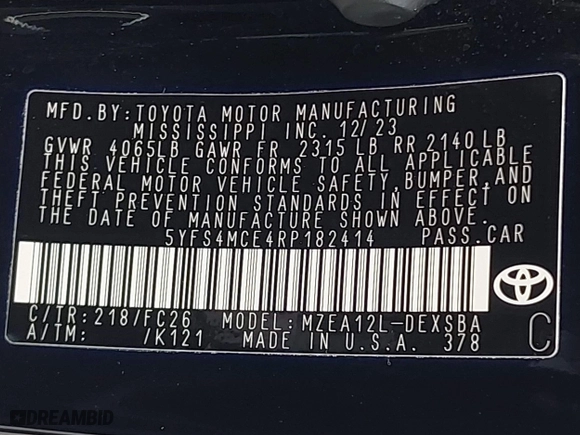 MFD.BY:TOYOTA MOTOR MANUFACTURING
MISSISSIPPI INC. 12/23
GVWR 4065LB GAWR FR 2315 LB RR 2140 LB
THIS VEHICLE CONFORMS TO ALL APPLICABLE
FEDERAL MOTOR VEHICLE SAFETY,BUMPER,AND
THEFT PREVENTION STANDARDS IN EFFECT ON
THE DATE OF MANUFACTURE SHOWN ABOVE.
5YFS4MCE4RP182414 PASS.CAR
C/TR:218/FC26 MODEL:MZEA12L-DEXSBA C
A/TM: /K121 MADE IN U.S.A. 378
DREAMBID